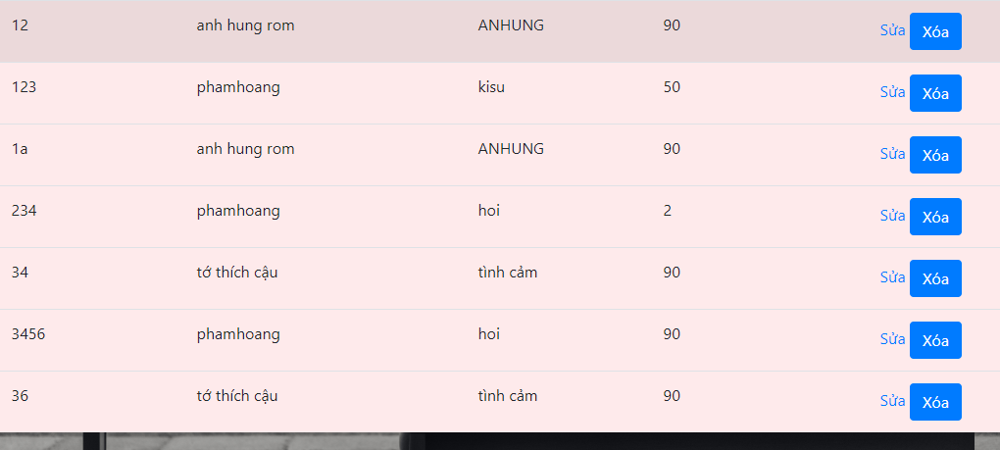 12 anh hung rom ANHUNG 90 Sửa Xóa
123 phamhoang kisu 50 Sửa Xóa
1a anh hung rom ANHUNG 90 Sửa Xóa
234 phamhoang hoi 2 Sửa Xóa
34 tớ thích cậu tình cảm 90 Sửa Xóa
3456 phamhoang hoi 90 Sửa Xóa
36 tớ thích cậu tình cảm 90 Sửa Xóa